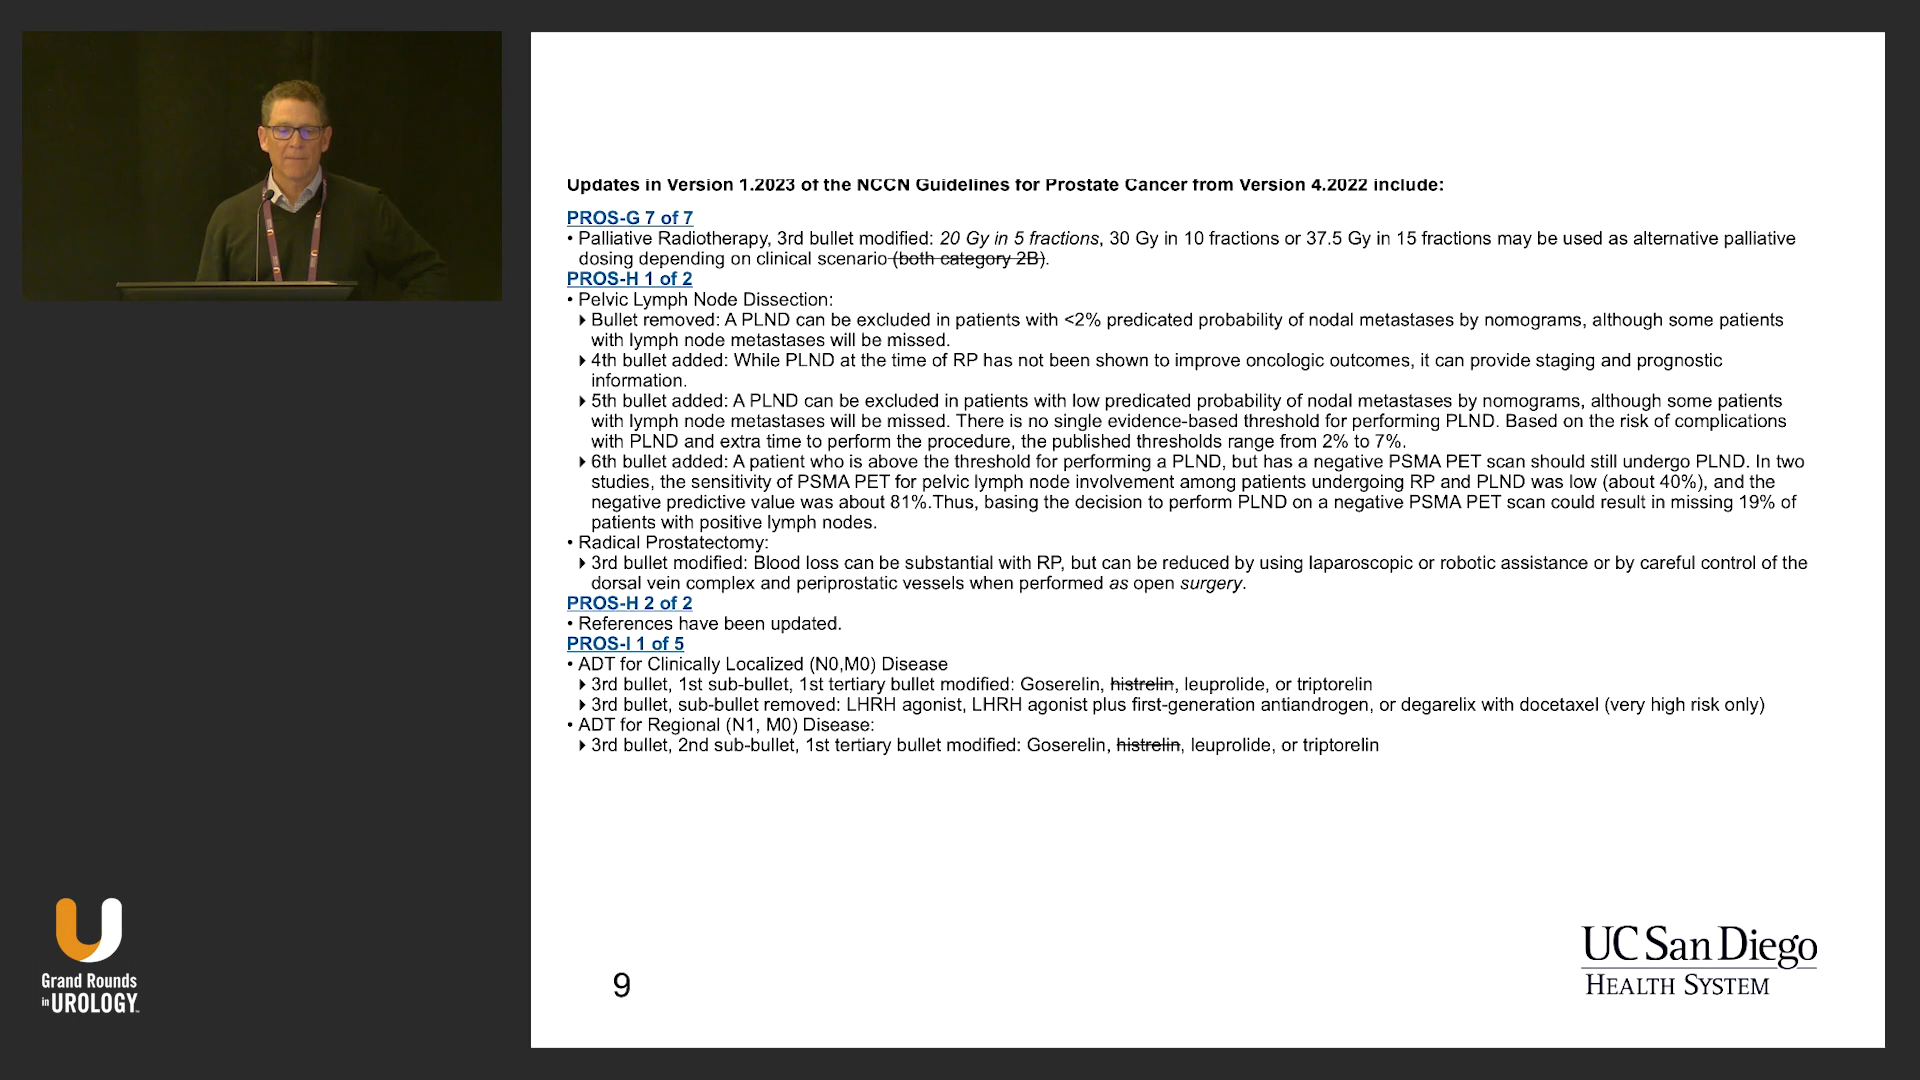 Updates in Version 1.2023 of the NCCN Guidelines for Prostate Cancer from Version 4.2022 include:
PROS-G 7 of 7
• Palliative Radiotherapy, 3rd bullet modified: 20 Gy in 5 fractions, 30 Gy in 10 fractions or 37.5 Gy in 15 fractions may be used as alternative palliative
dosing depending on clinical scenario (both category 2B).
PROS-H 1 of 2
• Pelvic Lymph Node Dissection:
Bullet removed: A PLND can be excluded in patients with <2% predicated probability of nodal metastases by nomograms, although some patients
with lymph node metastases will be missed.
4th bullet added: While PLND at the time of RP has not been shown to improve oncologic outcomes, it can provide staging and prognostic
information.
5th bullet added: A PLND can be excluded in patients with low predicated probability of nodal metastases by nomograms, although some patients
with lymph node metastases will be missed. There is no single evidence-based threshold for performing PLND. Based on the risk of complications
with PLND and extra time to perform the procedure, the published thresholds range from 2% to 7%.
6th bullet added: A patient who is above the threshold for performing a PLND, but has a negative PSMA PET scan should still undergo PLND. In two
studies, the sensitivity of PSMA PET for pelvic lymph node involvement among patients undergoing RP and PLND was low (about 40%), and the
negative predictive value was about 81%.Thus, basing the decision to perform PLND on a negative PSMA PET scan could result in missing 19% of
patients with positive lymph nodes.
• Radical Prostatectomy:
3rd bullet modified: Blood loss can be substantial with RP, but can be reduced by using laparoscopic or robotic assistance or by careful control of the
dorsal vein complex and periprostatic vessels when performed as open surgery.
PROS-H 2 of 2
• References have been updated.
PROS-I 1 of 5
• ADT for Clinically Localized (N0,M0) Disease
3rd bullet, 1st sub-bullet, 1st tertiary bullet modified: Goserelin, histrelin, leuprolide, or triptorelin
3rd bullet, sub-bullet removed: LHRH agonist, LHRH agonist plus first-generation antiandrogen, or degarelix with docetaxel (very high risk only)
• ADT for Regional (N1, M0) Disease:
3rd bullet, 2nd sub-bullet, 1st tertiary bullet modified: Goserelin, histrelin, leuprolide, or triptorelin
9
UC San Diego
HEALTH SYSTEM
Grand Rounds
in UROLOGY